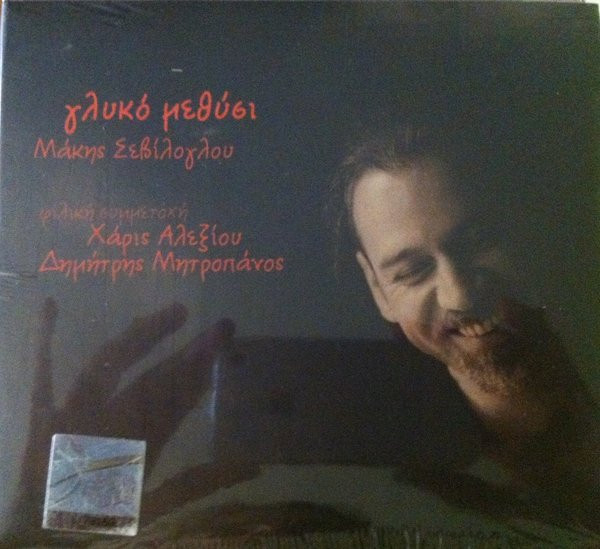 γλυκό μεθύσι
Μάκης Σεβίλογλου
φιλική συμμετοχή
Χάρις Αλεξίου
Δημήτρης Μητροπάνος